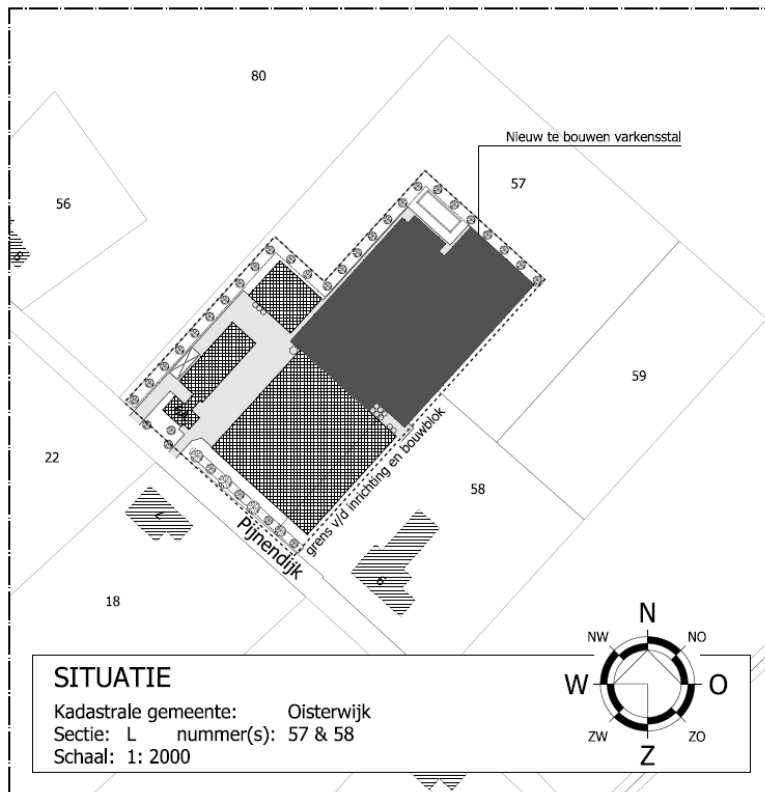 80
Nieuw te bouwen varkensstal
57
56
59
22
58
grens v/d inrichting en bouwblok
Pijnendijk
18
N
NW
NO
W
O
ZW
ZO
Z
SITUATIE
Kadastrale gemeente: Oisterwijk
Sectie: L nummer(s): 57 & 58
Schaal: 1: 2000